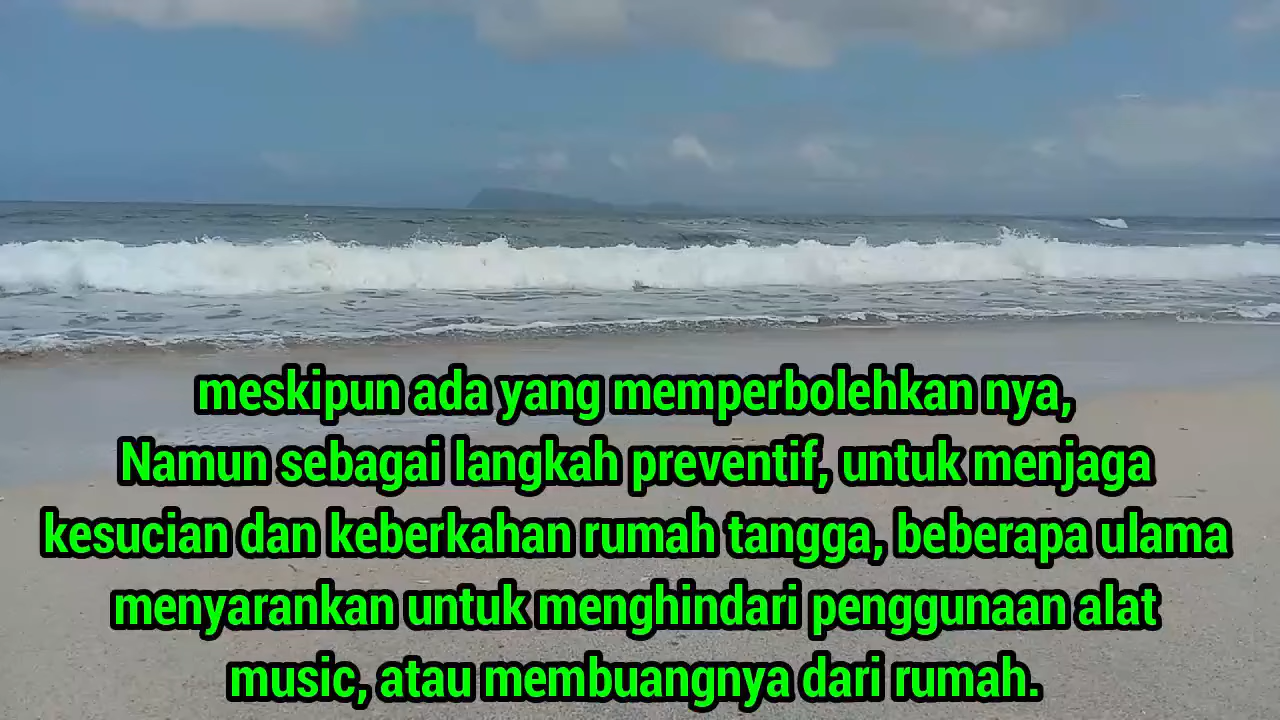 meskipun ada yang memperbolehkan nya,
Namun sebagai langkah preventif, untuk menjaga
kesucian dan keberkahan rumah tangga, beberapa ulama
menyarankan untuk menghindari penggunaan alat
music, atau membuangnya dari rumah.